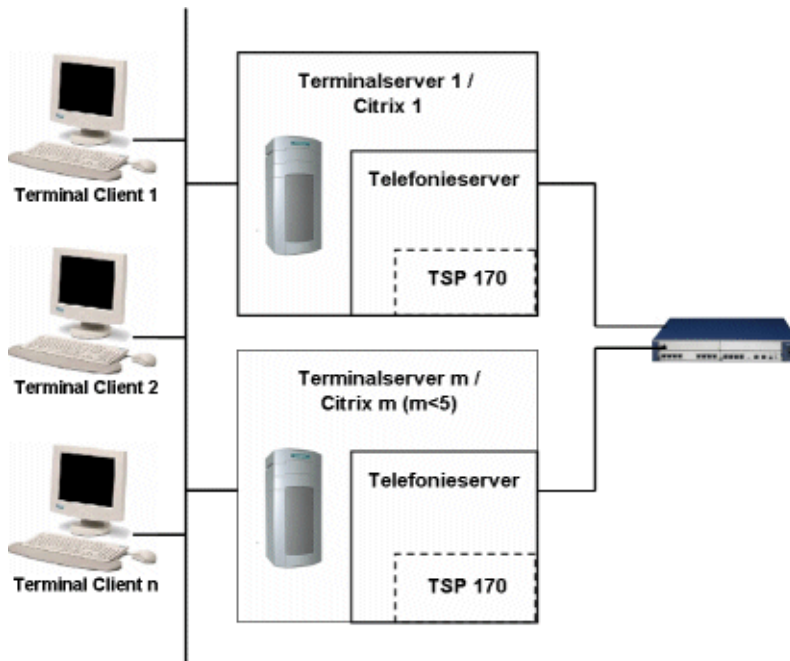 Terminal Client 1
Terminal Client 2
Terminal Client n
Terminalserver 1 /
Citrix 1
Telefonieserver
TSP 170
Terminalserver m /
Citrix m (m<5)
Telefonieserver
TSP 170